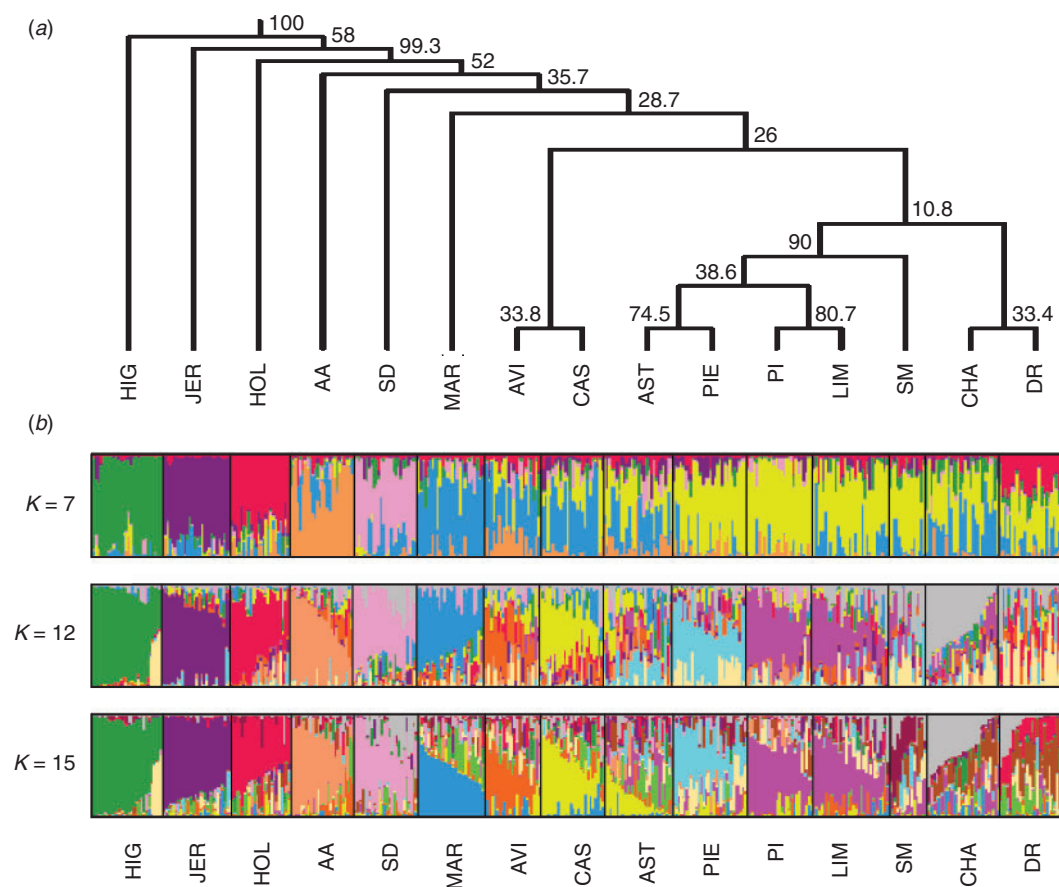 (a)
100
58
99.3
52
35.7
28.7
26
10.8
90
38.6
33.8
74.5
80.7
33.4
HIG JER HOL AA SD MAR AVI CAS AST PIE PI LIM SM CHA DR
(b)
K = 7
K = 12
K = 15
HIG JER HOL AA SD MAR AVI CAS AST PIE PI LIM SM CHA DR